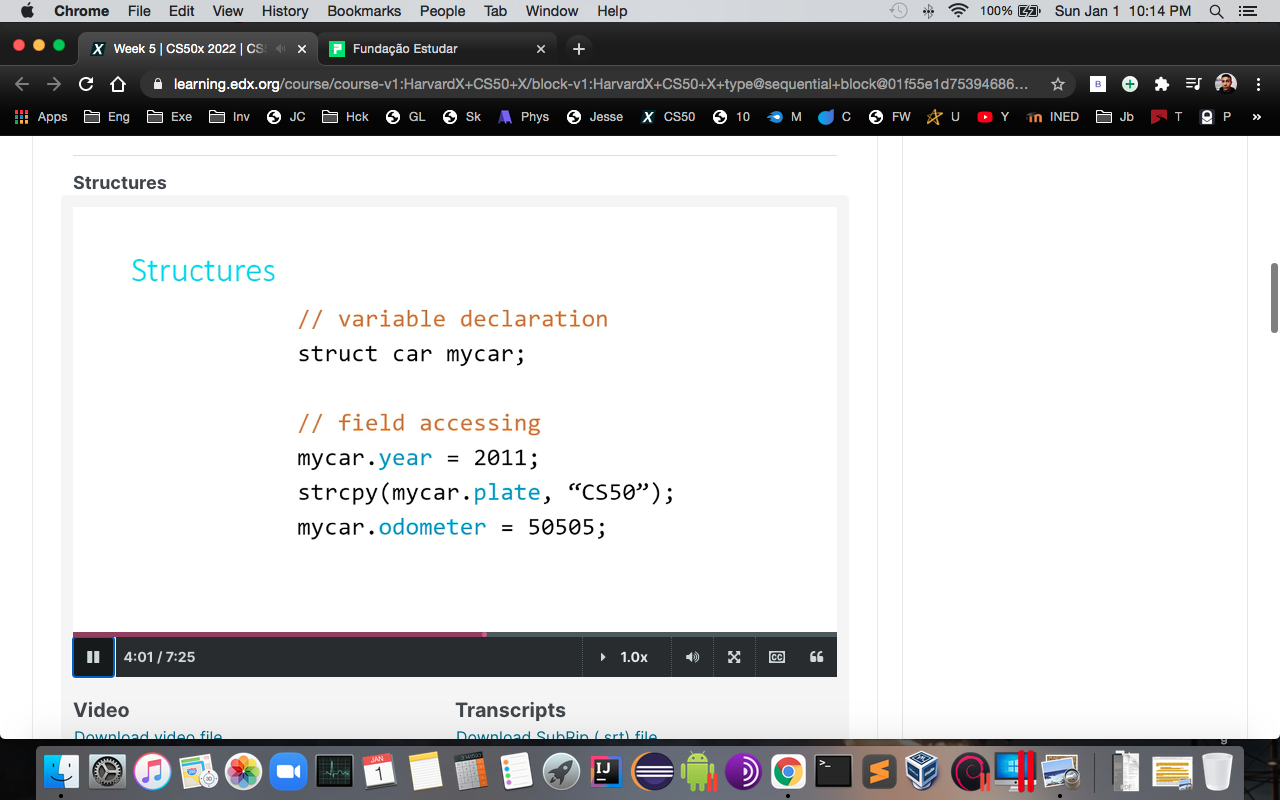 Chrome File Edit View History Bookmarks People Tab Window Help 100% Sun Jan 1 10:14 PM
X Week 5 | CS50x 2022 | CS Fundação Estudar
learning.edx.org/course/course-v1:HarvardX+CS50+X/block-v1:HarvardX+CS50+X+type@sequential+block@01f55e1d75394686... B
Apps Eng Exe Inv JC Hck GL Sk Phys Jesse X CS50 10 M C FW U Y in INED Jb T P »
Structures
Structures
// variable declaration
struct car mycar;
// field accessing
mycar.year = 2011;
strcpy(mycar.plate, “CS50”);
mycar.odometer = 50505;
4:01 / 7:25 1.0x CC
Video Transcripts
Download video file Download SubRip (.srt) file
JAN
1 IJ >_